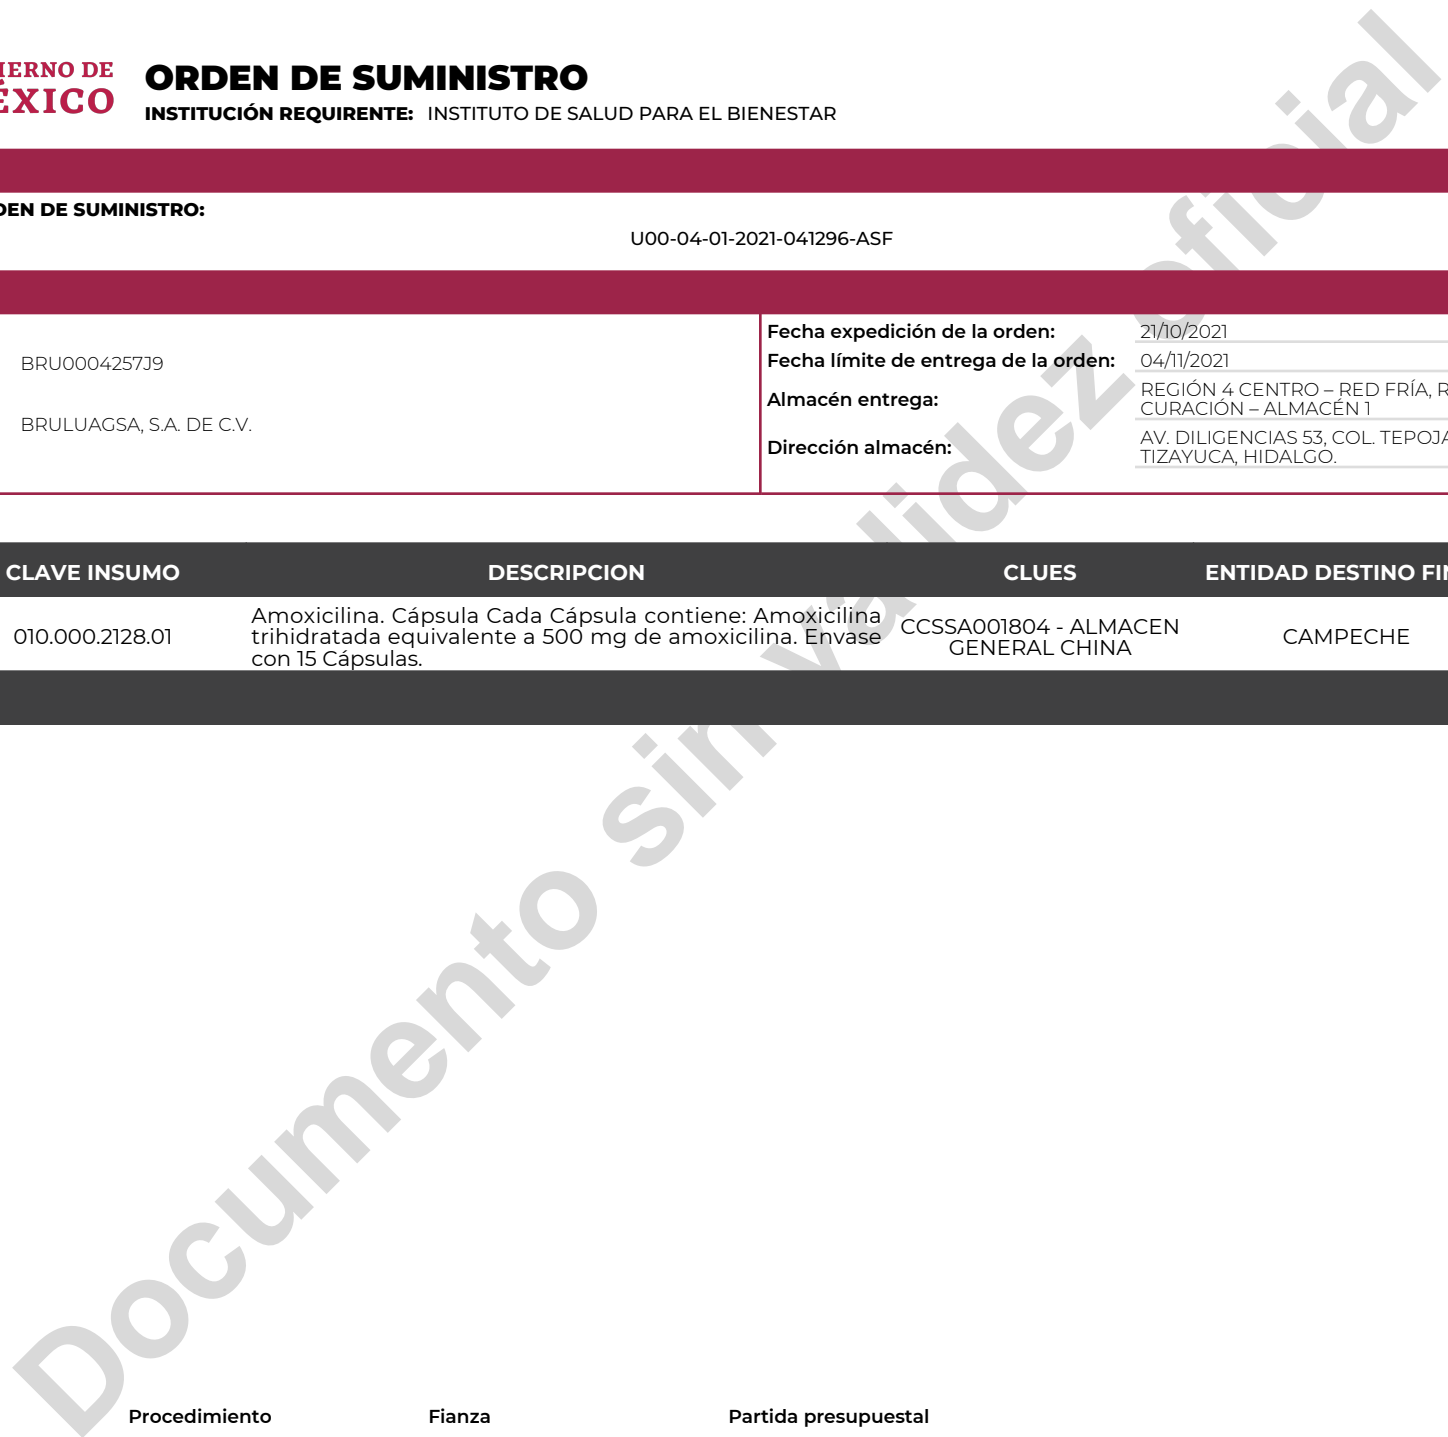 IERNO DE
ÉXICO
ORDEN DE SUMINISTRO
INSTITUCIÓN REQUIRENTE: INSTITUTO DE SALUD PARA EL BIENESTAR
DEN DE SUMINISTRO:
U00-04-01-2021-041296-ASF
BRU0004257J9
BRULUAGSA, S.A. DE C.V.
Fecha expedición de la orden: 21/10/2021
Fecha límite de entrega de la orden: 04/11/2021
Almacén entrega: REGIÓN 4 CENTRO – RED FRÍA, R
CURACIÓN – ALMACÉN 1
Dirección almacén: AV. DILIGENCIAS 53, COL. TEPOJA
TIZAYUCA, HIDALGO.
CLAVE INSUMO DESCRIPCION CLUES ENTIDAD DESTINO FIN
010.000.2128.01
Amoxicilina. Cápsula Cada Cápsula contiene: Amoxicilina
trihidratada equivalente a 500 mg de amoxicilina. Envase
con 15 Cápsulas.
CCSSA001804 - ALMACEN
GENERAL CHINA
CAMPECHE
Documento sin validez oficial
Procedimiento Fianza Partida presupuestal